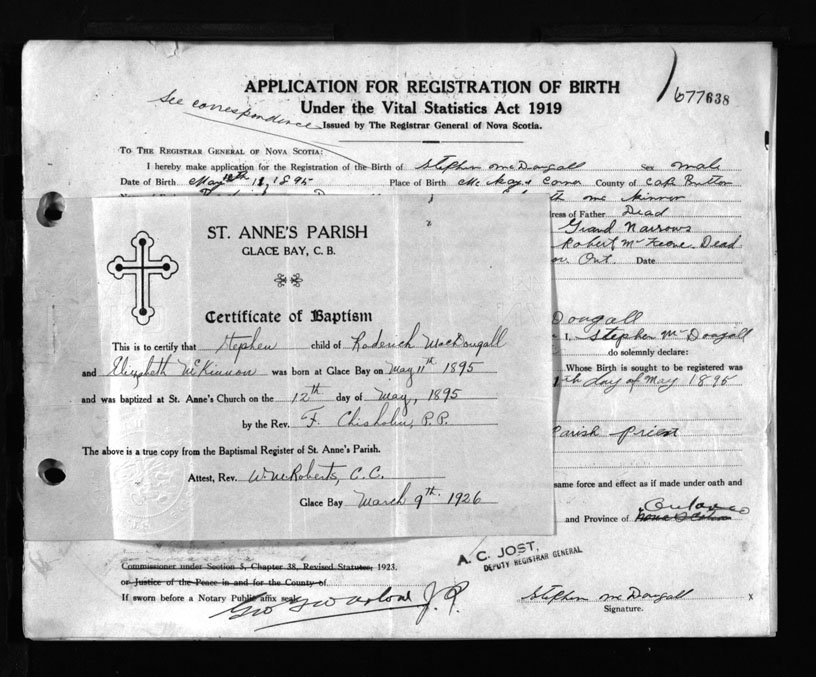 APPLICATION FOR REGISTRATION OF BIRTH
Under the Vital Statistics Act 1919
Issued by The Registrar General of Nova Scotia.
677638
See correspondence
To The Registrar General of Nova Scotia:
I hereby make application for the Registration of the Birth of Stephen McDougall Sex male
Date of Birth May 11, 1895 Place of Birth McKays Corner County of Cape Breton
ress of Father Dead
Grand Narrows
Robert McKeone. Dead
Ont. Date
ST. ANNE'S PARISH
GLACE BAY, C. B.
Certificate of Baptism
This is to certify that Stephen child of Roderick MacDougall
and Elizabeth McKinnon was born at Glace Bay on May 11th 1895
and was baptized at St. Anne's Church on the 12th day of May, 1895
by the Rev. F. Chisholm, P.P.
The above is a true copy from the Baptismal Register of St. Anne's Parish.
Attest, Rev. Wm Roberts, C.C.
Glace Bay March 9th 1926
Dougall
I, Stephen McDougall
do solemnly declare:
Whose Birth is sought to be registered was
th day of May 1895
Parish priest
same force and effect as if made under oath and
and Province of Nova Scotia Ontario
Commissioner under Section 5, Chapter 38, Revised Statutes, 1923.
or Justice of the Peace in and for the County of
If sworn before a Notary Public affix seal
J. P.
A. C. JOST,
DEPUTY REGISTRAR GENERAL
Stephen McDougall x
Signature.